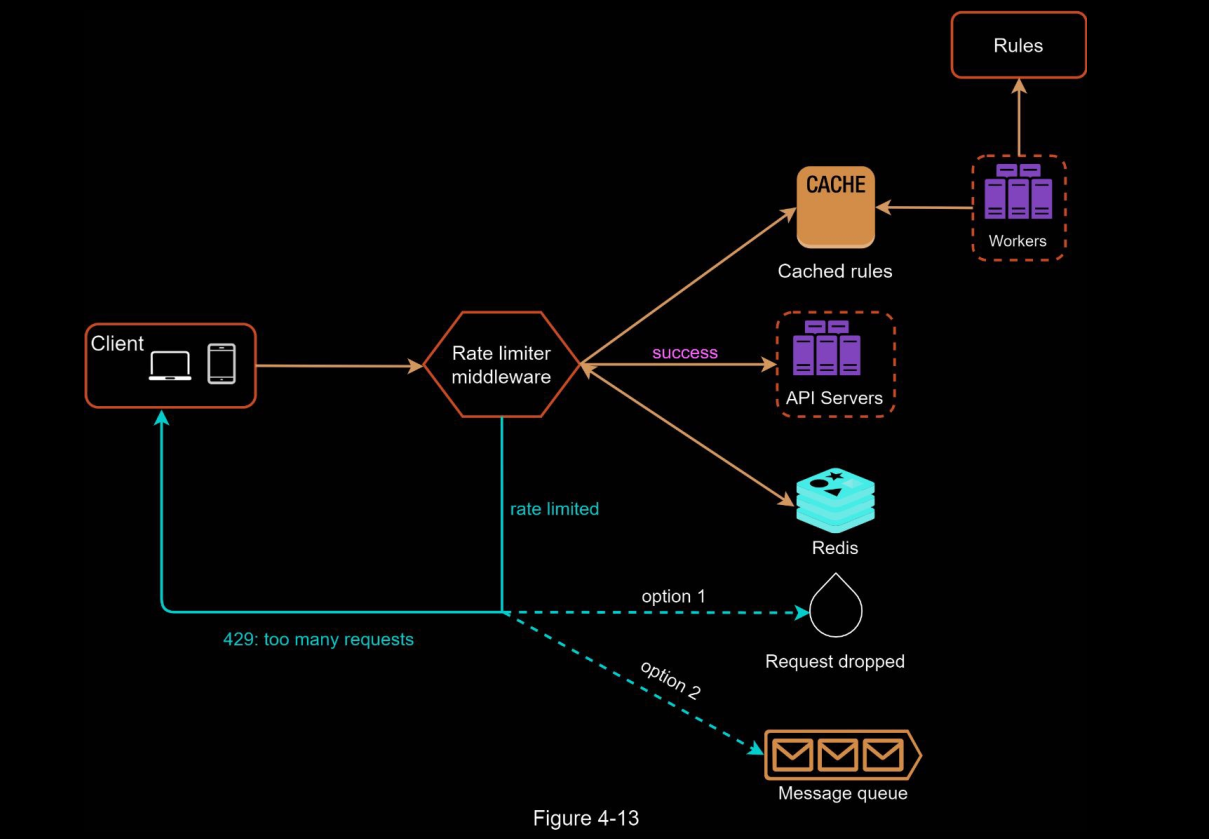 Rules
CACHE
Workers
Cached rules
Client
Rate limiter
middleware
success
API Servers
rate limited
Redis
option 1
429: too many requests
Request dropped
option 2
Message queue
Figure 4-13